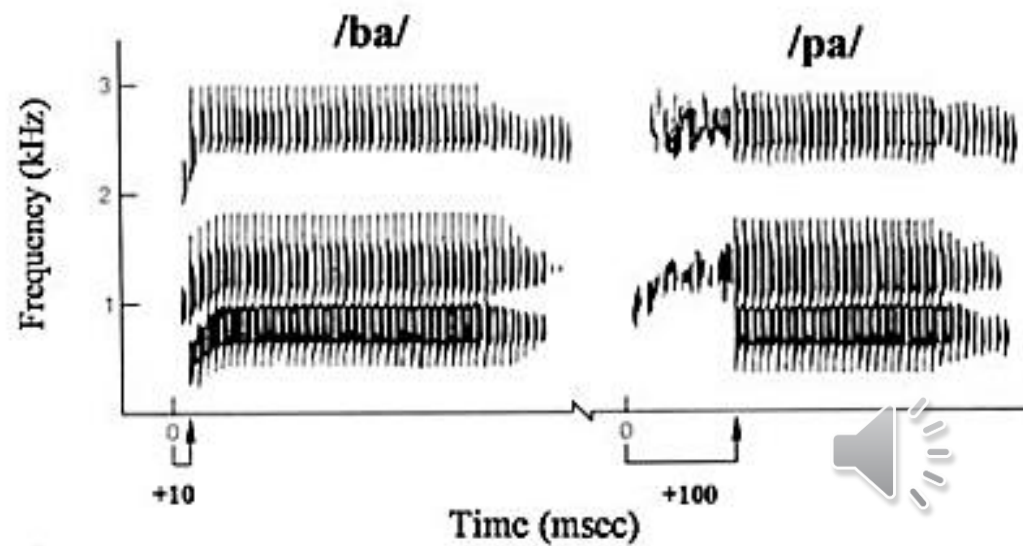 /ba/
/pa/
Frequency (kHz)
3
2
1
0
0
+10
+100
Time (msec)